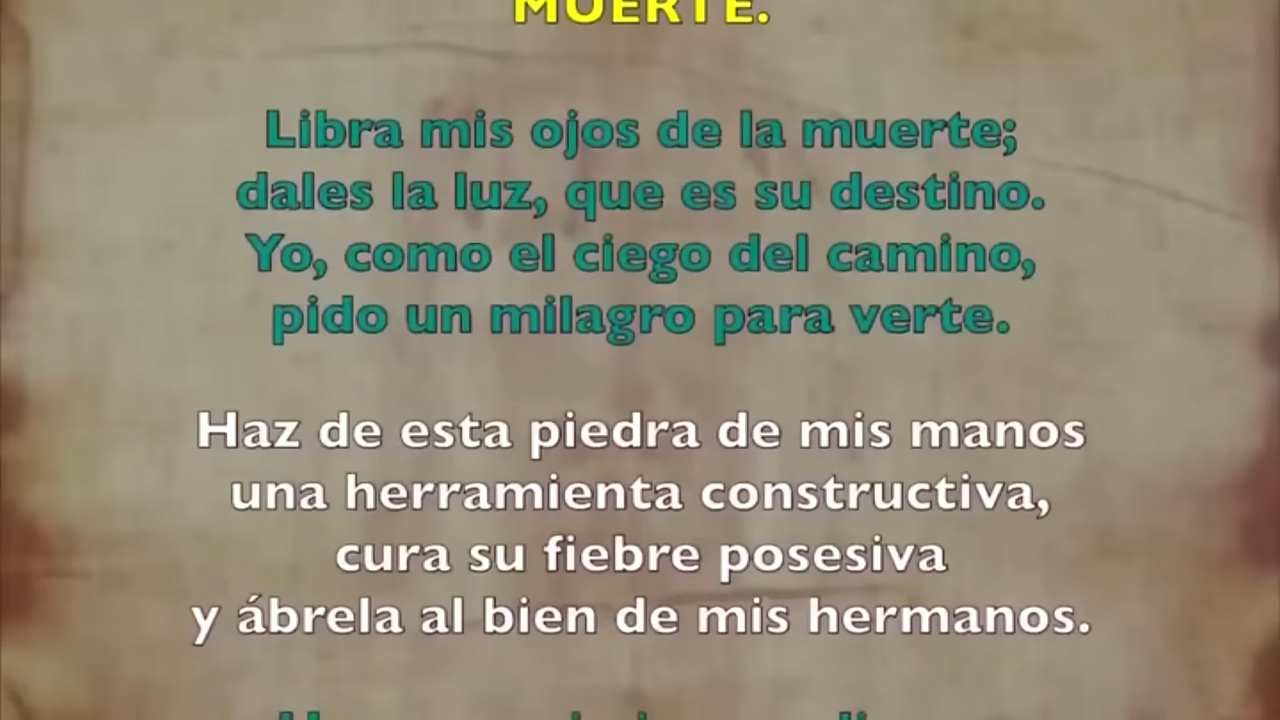 MUERTE.
Libra mis ojos de la muerte;
dales la luz, que es su destino.
Yo, como el ciego del camino,
pido un milagro para verte.
Haz de esta piedra de mis manos
una herramienta constructiva,
cura su fiebre posesiva
y ábrela al bien de mis hermanos.